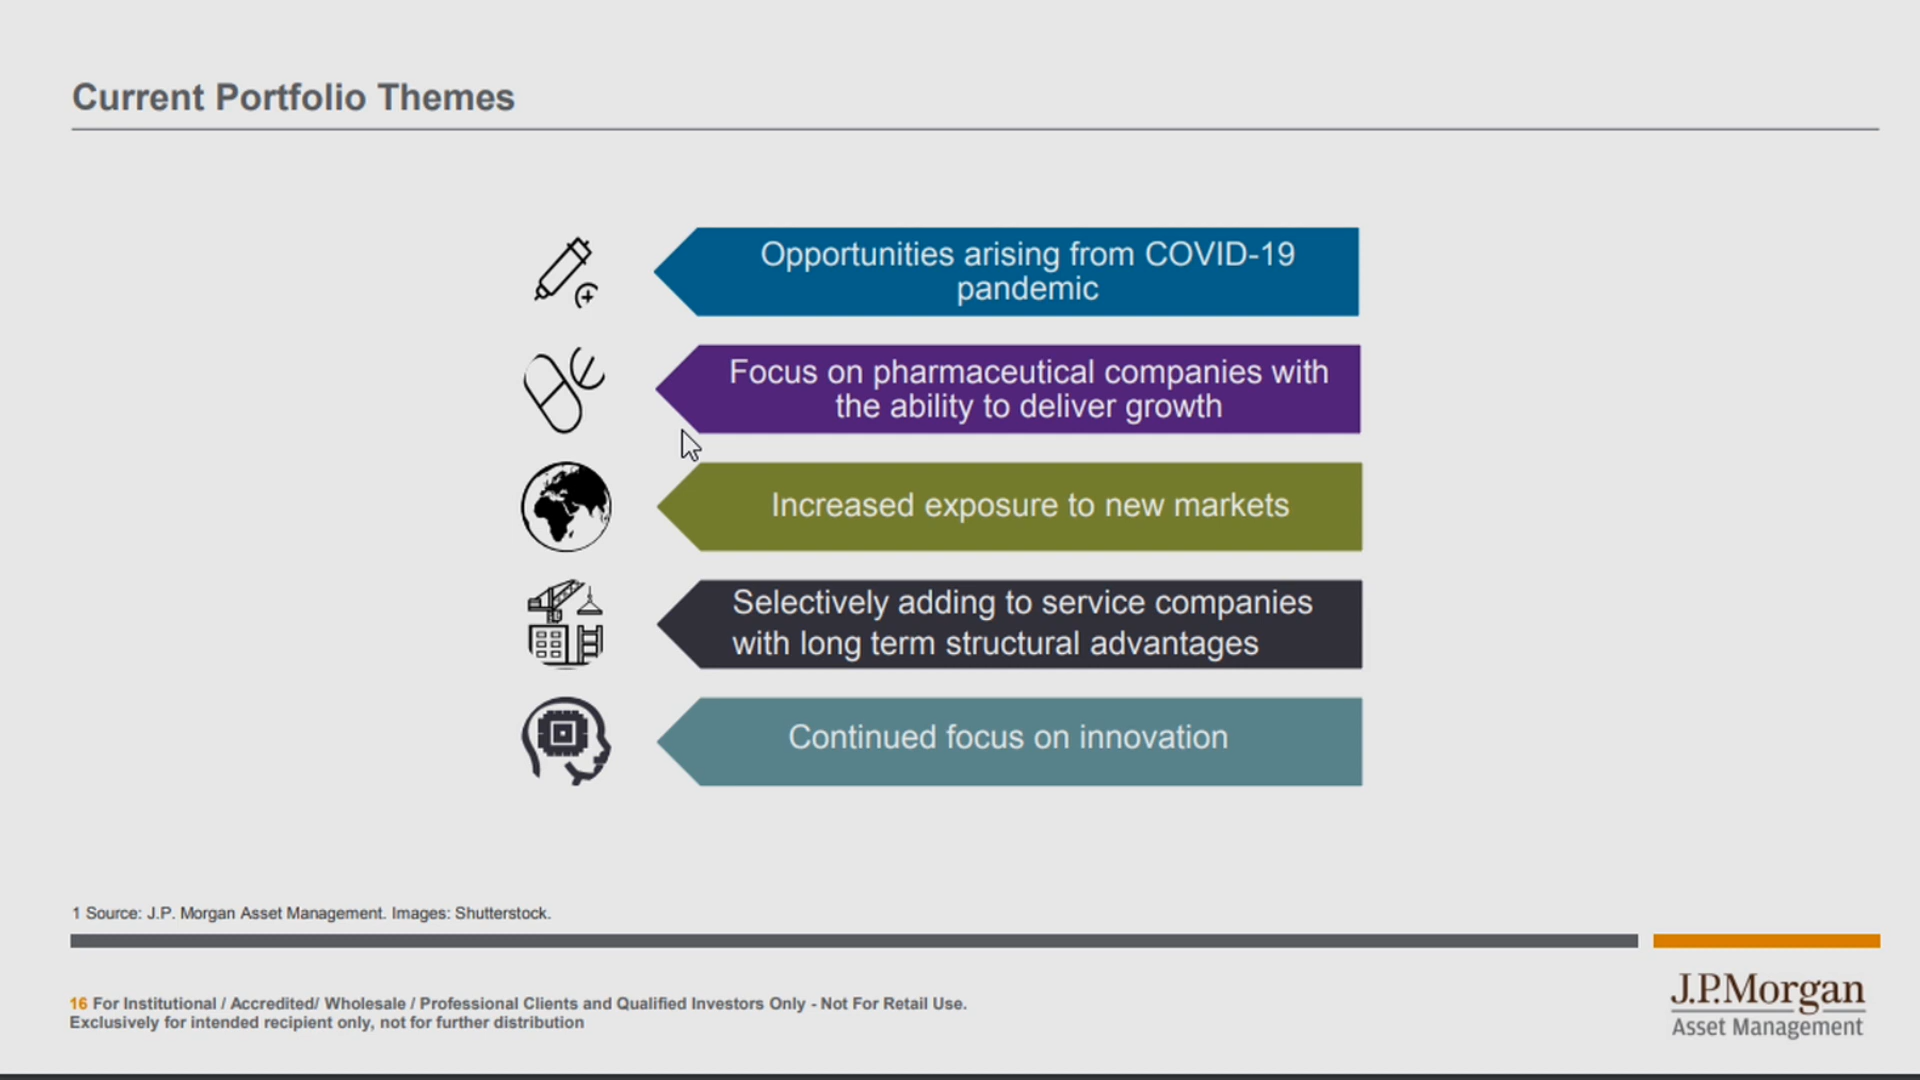 Current Portfolio Themes
Opportunities arising from COVID-19
pandemic
Focus on pharmaceutical companies with
the ability to deliver growth
Increased exposure to new markets
Selectively adding to service companies
with long term structural advantages
Continued focus on innovation
1 Source: J.P. Morgan Asset Management. Images: Shutterstock.
16 For Institutional / Accredited/ Wholesale / Professional Clients and Qualified Investors Only - Not For Retail Use.
Exclusively for intended recipient only, not for further distribution
J.P.Morgan
Asset Management